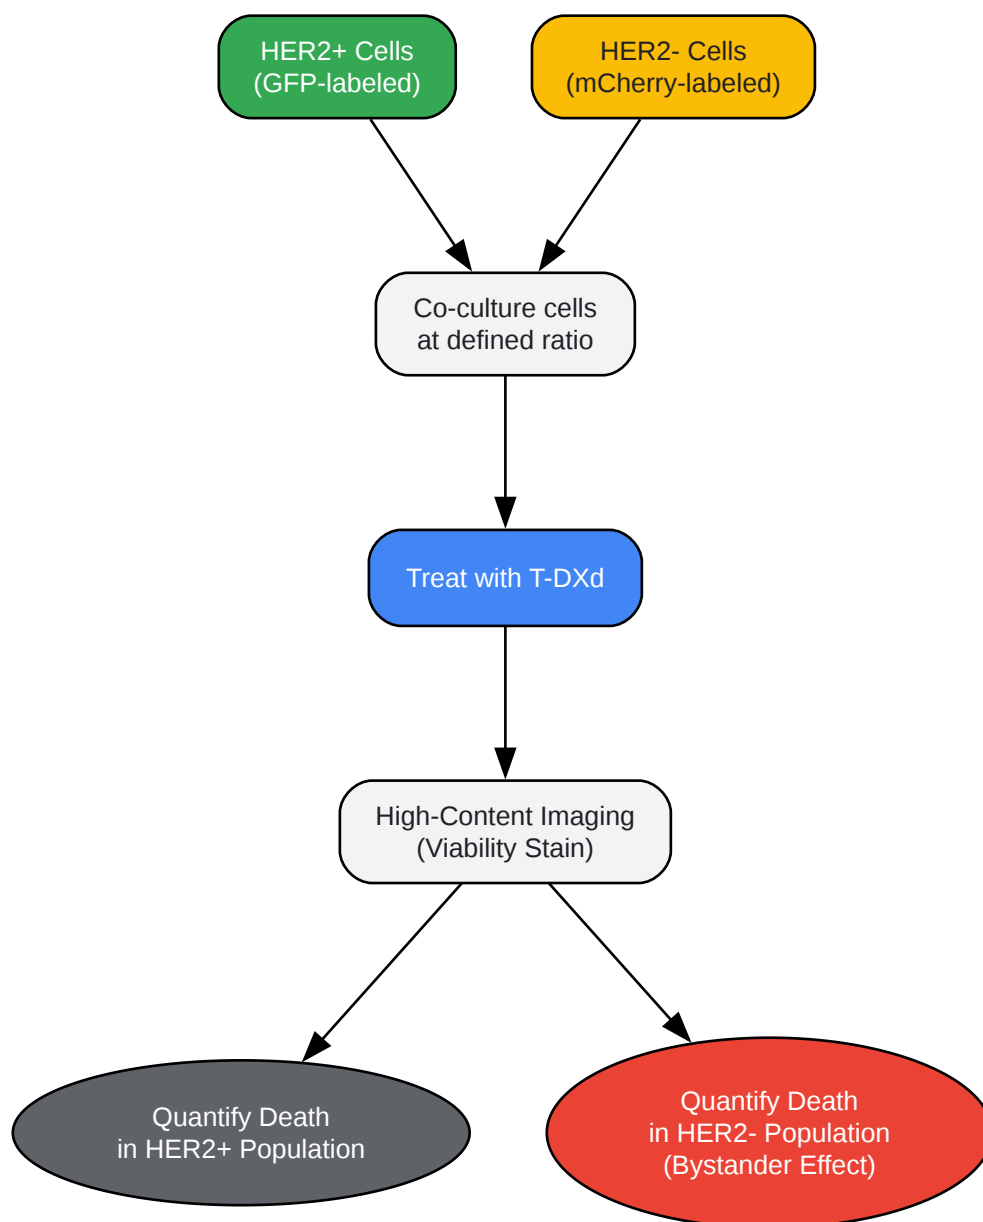 HER2+ Cells
(GFP-labeled)
HER2- Cells
(mCherry-labeled)
Co-culture cells
at defined ratio
Treat with T-DXd
High-Content Imaging
(Viability Stain)
Quantify Death
in HER2+ Population
Quantify Death
in HER2- Population
(Bystander Effect)